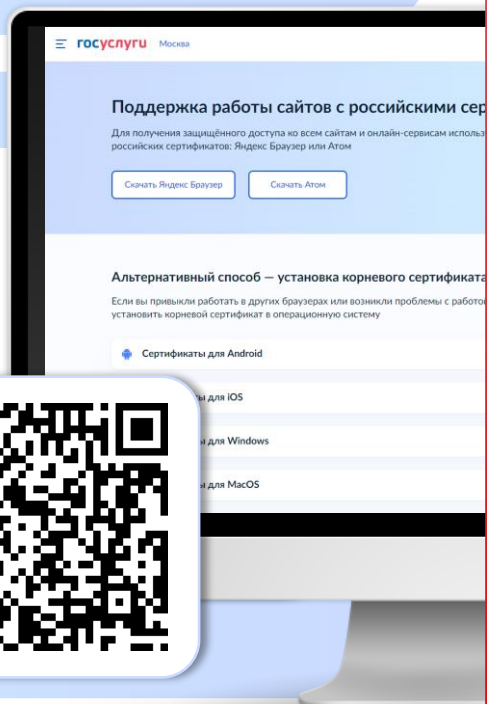 госуслуги Москва
Поддержка работы сайтов с российскими сер
Для получения защищённого доступа ко всем сайтам и онлайн-сервисам использ
российских сертификатов: Яндекс Браузер или Атом
Скачать Яндекс Браузер
Скачать Атом
Альтернативный способ — установка корневого сертификата
Если вы привыкли работать в других браузерах или возникли проблемы с работо
установить корневой сертификат в операционную систему
Сертификаты для Android
ы для iOS
ы для Windows
ы для MacOS